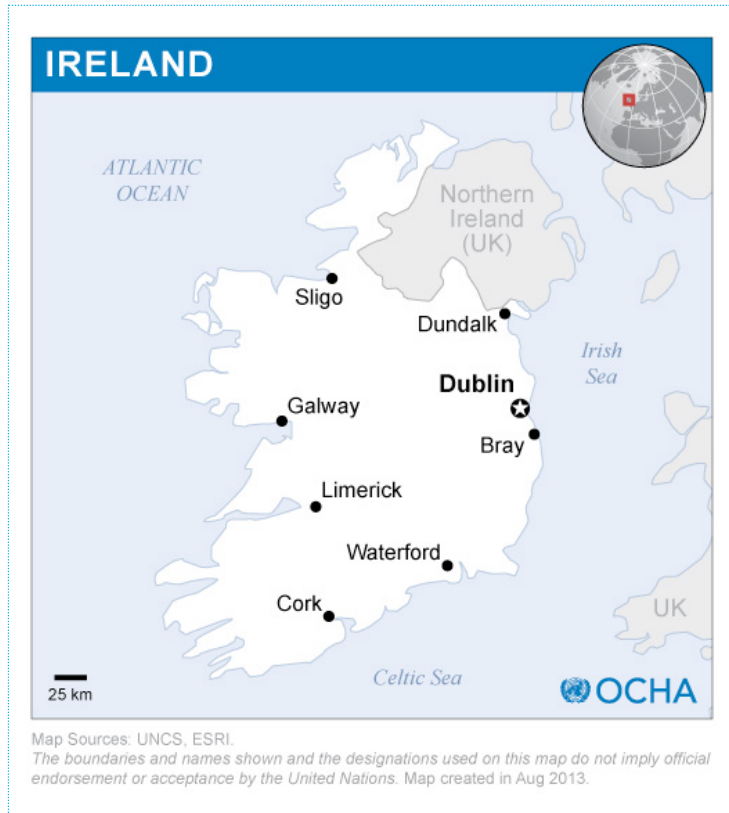 IRELAND
ATLANTIC
OCEAN
Northern
Ireland
(UK)
Sligo
Dundalk
Irish
Sea
Dublin
Galway
Bray
Limerick
Waterford
Cork
UK
Celtic Sea
25 km
OCHA
Map Sources: UNCS, ESRI.
The boundaries and names shown and the designations used on this map do not imply official
endorsement or acceptance by the United Nations. Map created in Aug 2013.